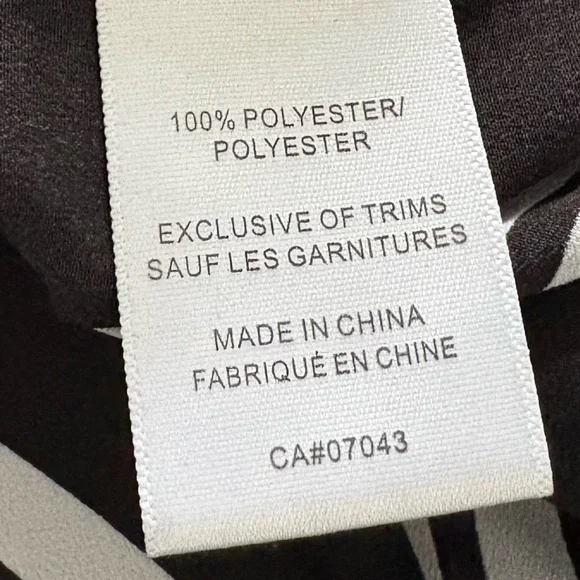 100% POLYESTER/
POLYESTER
EXCLUSIVE OF TRIMS
SAUF LES GARNITURES
MADE IN CHINA
FABRIQUÉ EN CHINE
CA#07043